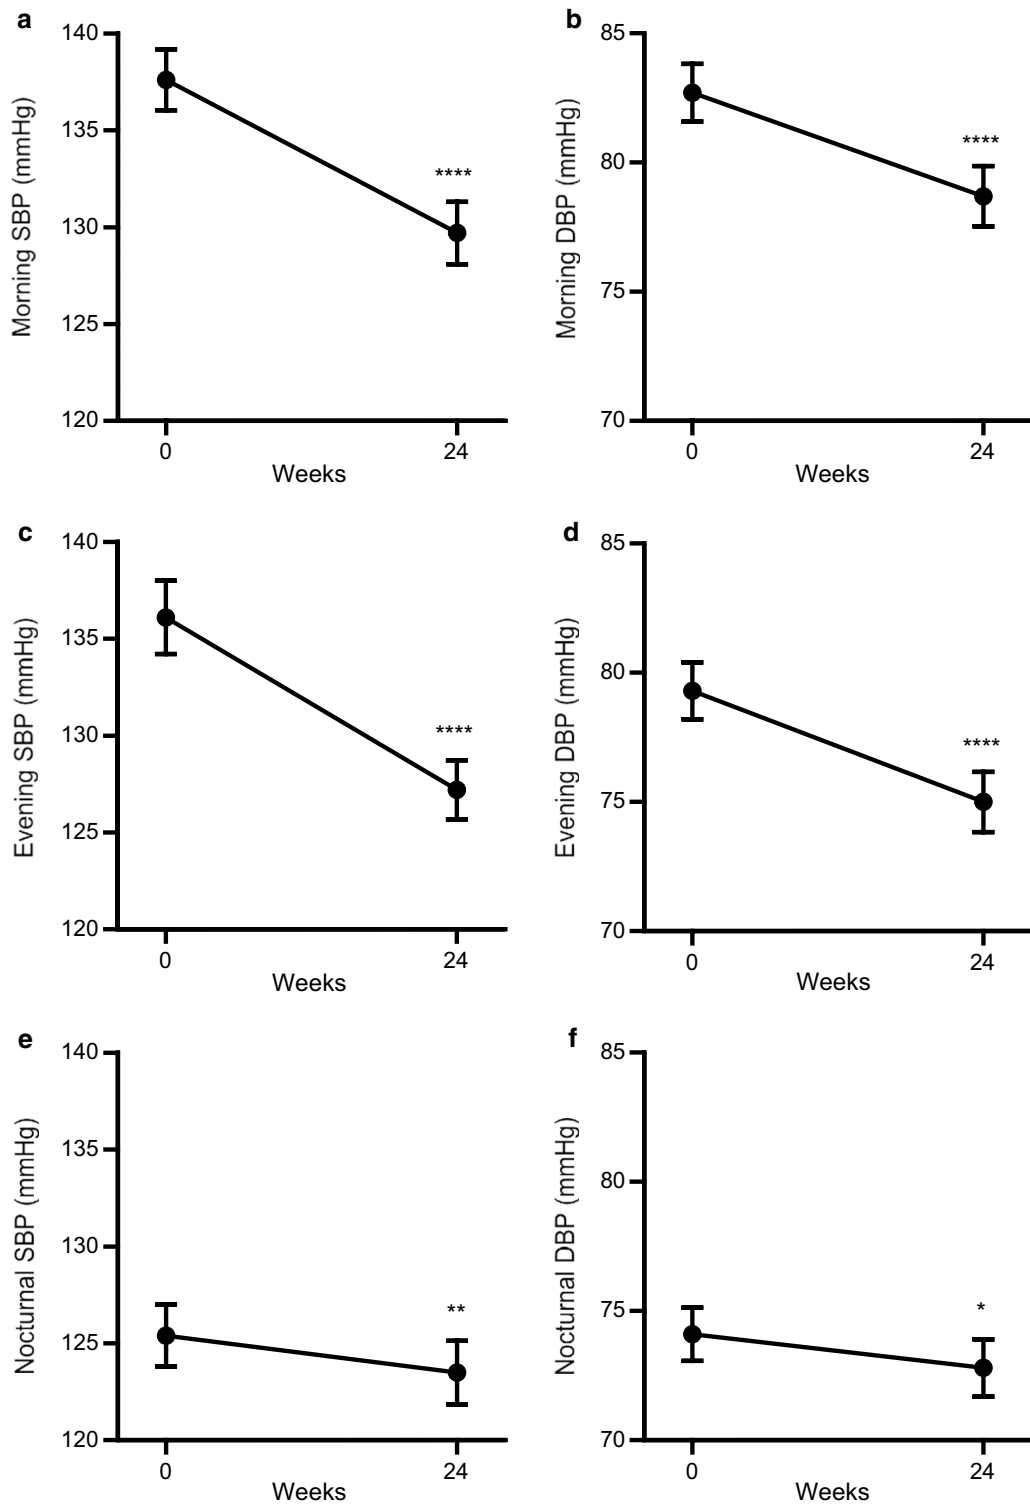 a
140
135
130
125
120
Morning SBP (mmHg)
****
0
24
Weeks
b
85
80
75
70
Morning DBP (mmHg)
****
0
24
Weeks
c
140
135
130
125
120
Evening SBP (mmHg)
****
0
24
Weeks
d
85
80
75
70
Evening DBP (mmHg)
****
0
24
Weeks
e
140
135
130
125
120
Nocturnal SBP (mmHg)
**
0
24
Weeks
f
85
80
75
70
Nocturnal DBP (mmHg)
*
0
24
Weeks